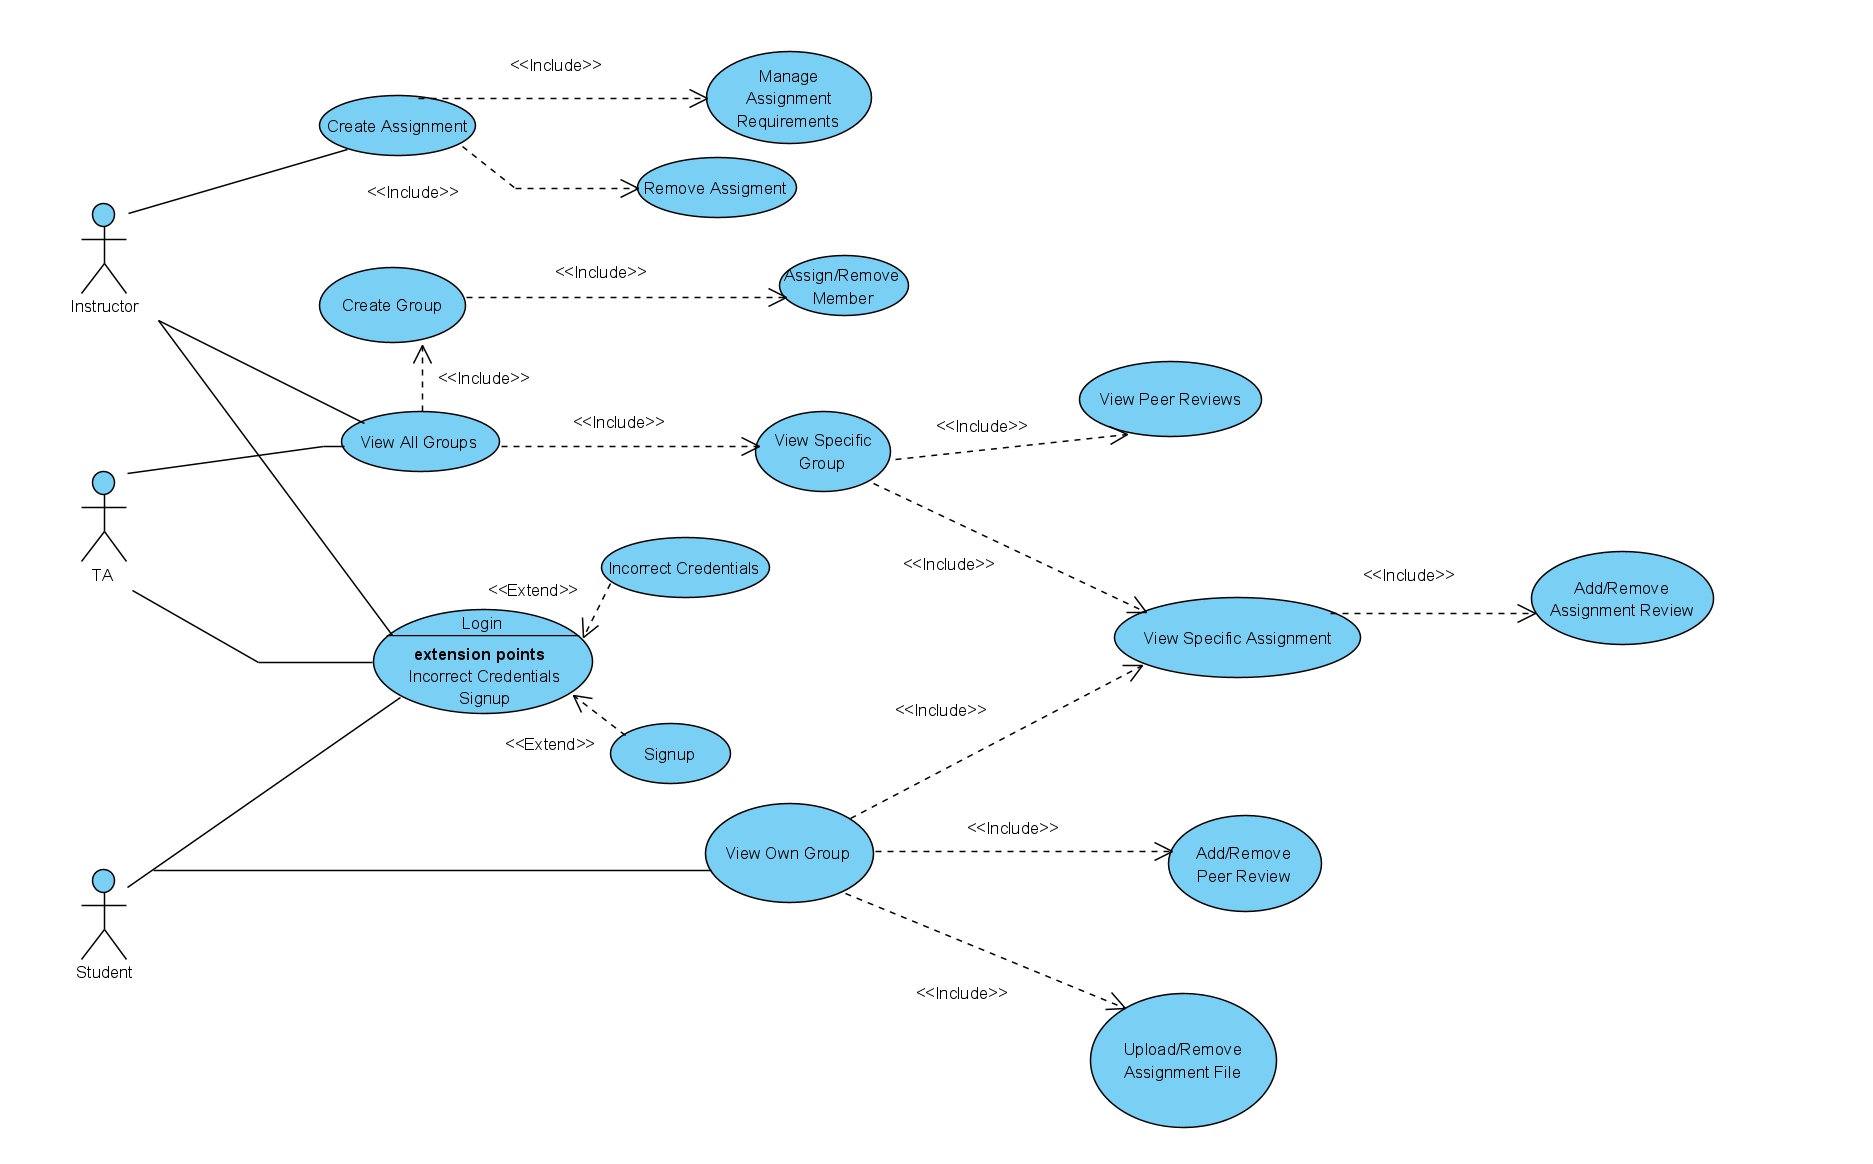 <<Include>>
Manage
Assignment
Requirements
Create Assignment
<<Include>>
Remove Assigment
Instructor
Create Group
<<Include>>
Assign/Remove
Member
<<Include>>
View All Groups
<<Include>>
View Specific
Group
<<Include>>
View Peer Reviews
TA
<<Include>>
<<Extend>>
Incorrect Credentials
Login
extension points
Incorrect Credentials
Signup
<<Extend>>
Signup
View Specific Assignment
<<Include>>
Add/Remove
Assignment Review
<<Include>>
Student
View Own Group
<<Include>>
Add/Remove
Peer Review
<<Include>>
Upload/Remove
Assignment File